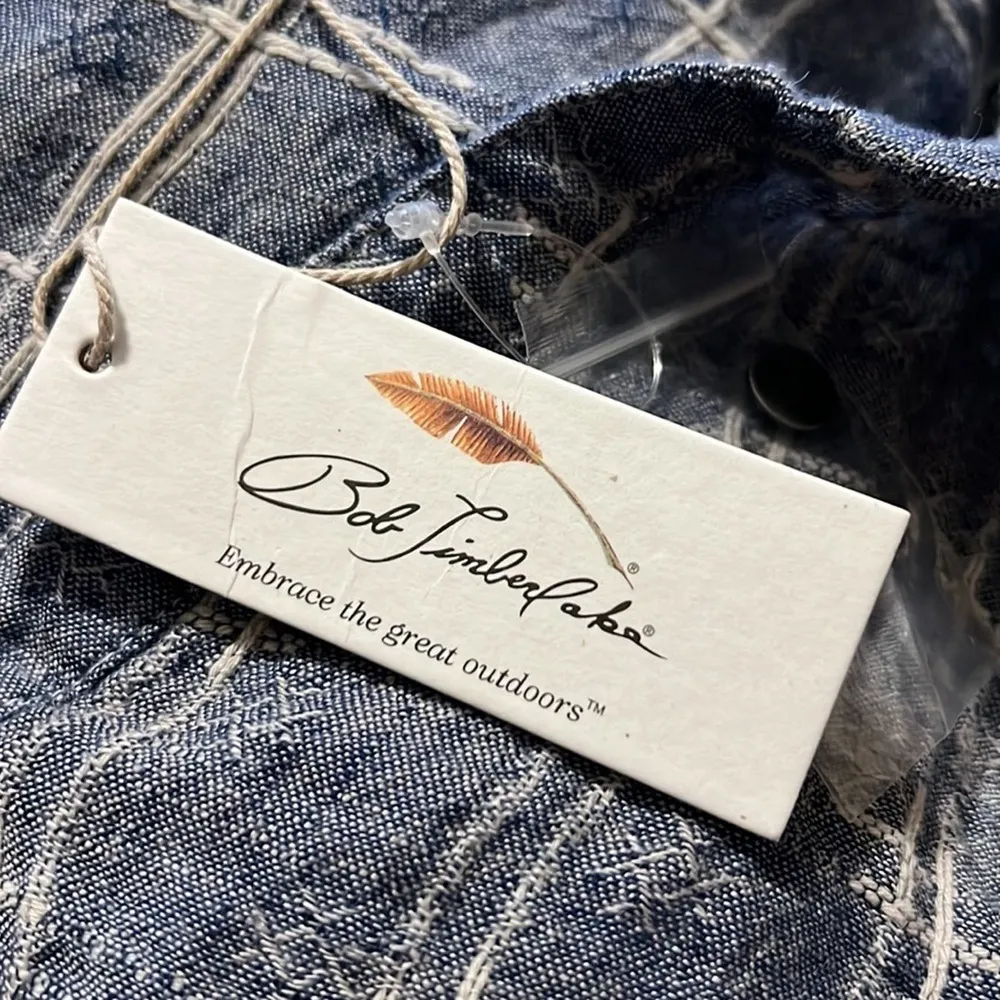 ®
Bob Timberlake®
Embrace the great outdoors™